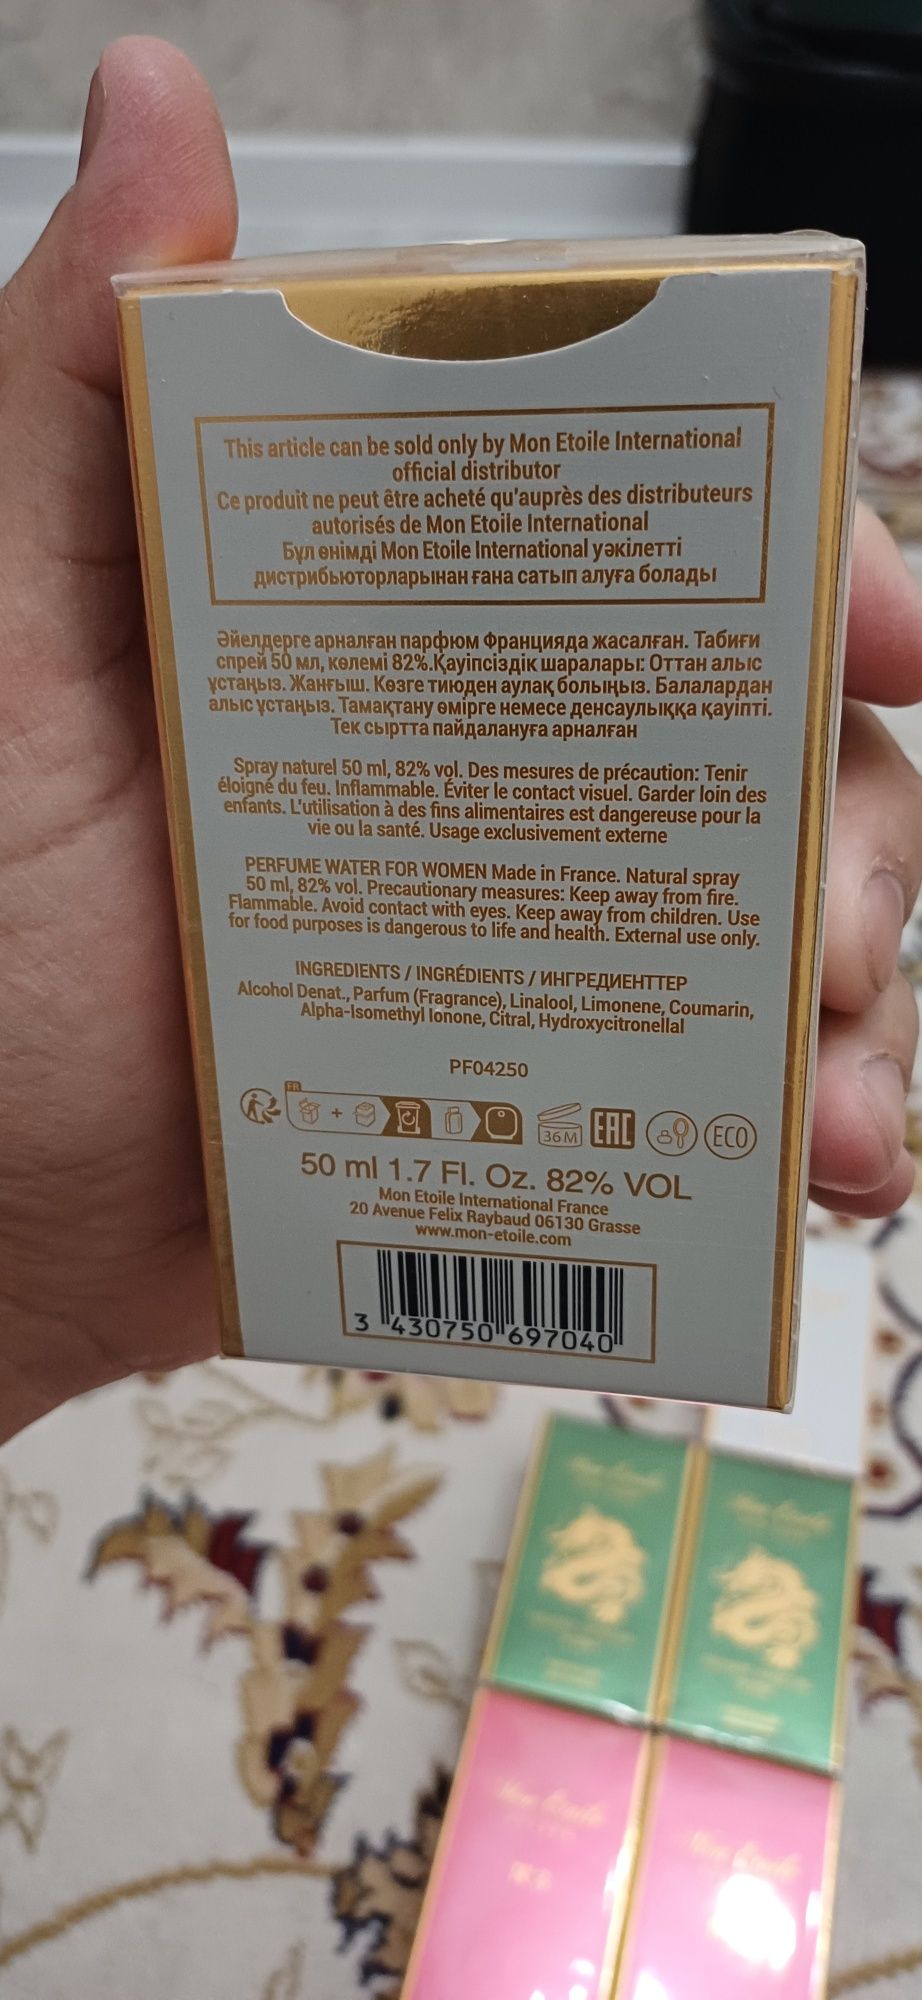 This article can be sold only by Mon Etoile International
official distributor
Ce produit ne peut être acheté qu'auprès des distributeurs
autorisés de Mon Etoile International
Бұл өнімді Mon Etoile International уәкілетті
дистрибьюторларынан ғана сатып алуға болады
Әйелдерге арналған парфюм Францияда жасалған. Табиғи
спрей 50 мл, көлемі 82%.Қауіпсіздік шаралары: Оттан алыс
ұстаңыз. Жанғыш. Көзге тиюден аулақ болыңыз. Балалардан
алыс ұстаңыз. Тамақтану өмірге немесе денсаулыққа қауіпті.
Тек сыртта пайдалануға арналған
Spray naturel 50 ml, 82% vol. Des mesures de précaution: Tenir
éloigné du feu. Inflammable. Éviter le contact visuel. Garder loin des
enfants. L'utilisation à des fins alimentaires est dangereuse pour la
vie ou la santé. Usage exclusivement externe
PERFUME WATER FOR WOMEN Made in France. Natural spray
50 ml, 82% vol. Precautionary measures: Keep away from fire.
Flammable. Avoid contact with eyes. Keep away from children. Use
for food purposes is dangerous to life and health. External use only.
INGREDIENTS / INGRÉDIENTS / ИНГРЕДИЕНТТЕР
Alcohol Denat., Parfum (Fragrance), Linalool, Limonene, Coumarin,
Alpha-Isomethyl Ionone, Citral, Hydroxycitronellal
PF04250
FR
36 M EAC ECO
50 ml 1.7 Fl. Oz. 82% VOL
Mon Etoile International France
20 Avenue Felix Raybaud 06130 Grasse
www.mon-etoile.com
3 430750 697040
Mon Etoile
Mon Etoile
Mon Etoile
Mon Etoile